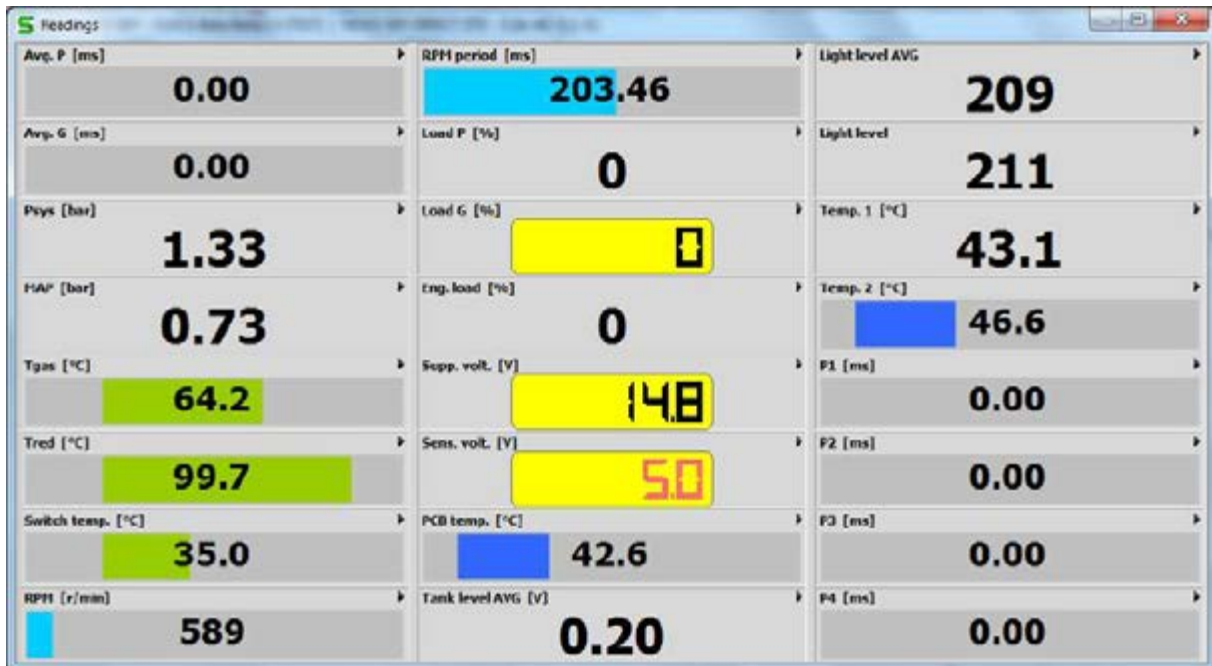 Readings
Avg. P [ms]
0.00
Avg. G [ms]
0.00
Psys [bar]
1.33
MAP [bar]
0.73
Tgas [°C]
64.2
Tred [°C]
99.7
Switch temp. [°C]
35.0
RPM [r/min]
589
RPM period [ms]
203.46
Load P [%]
0
Load G [%]
0
Eng. load [%]
0
Supp. volt. [V]
14.8
Sens. volt. [V]
5.0
PCB temp. [°C]
42.6
Tank level AVG [V]
0.20
Light level AVG
209
Light level
211
Temp. 1 [°C]
43.1
Temp. 2 [°C]
46.6
P1 [ms]
0.00
P2 [ms]
0.00
P3 [ms]
0.00
P4 [ms]
0.00